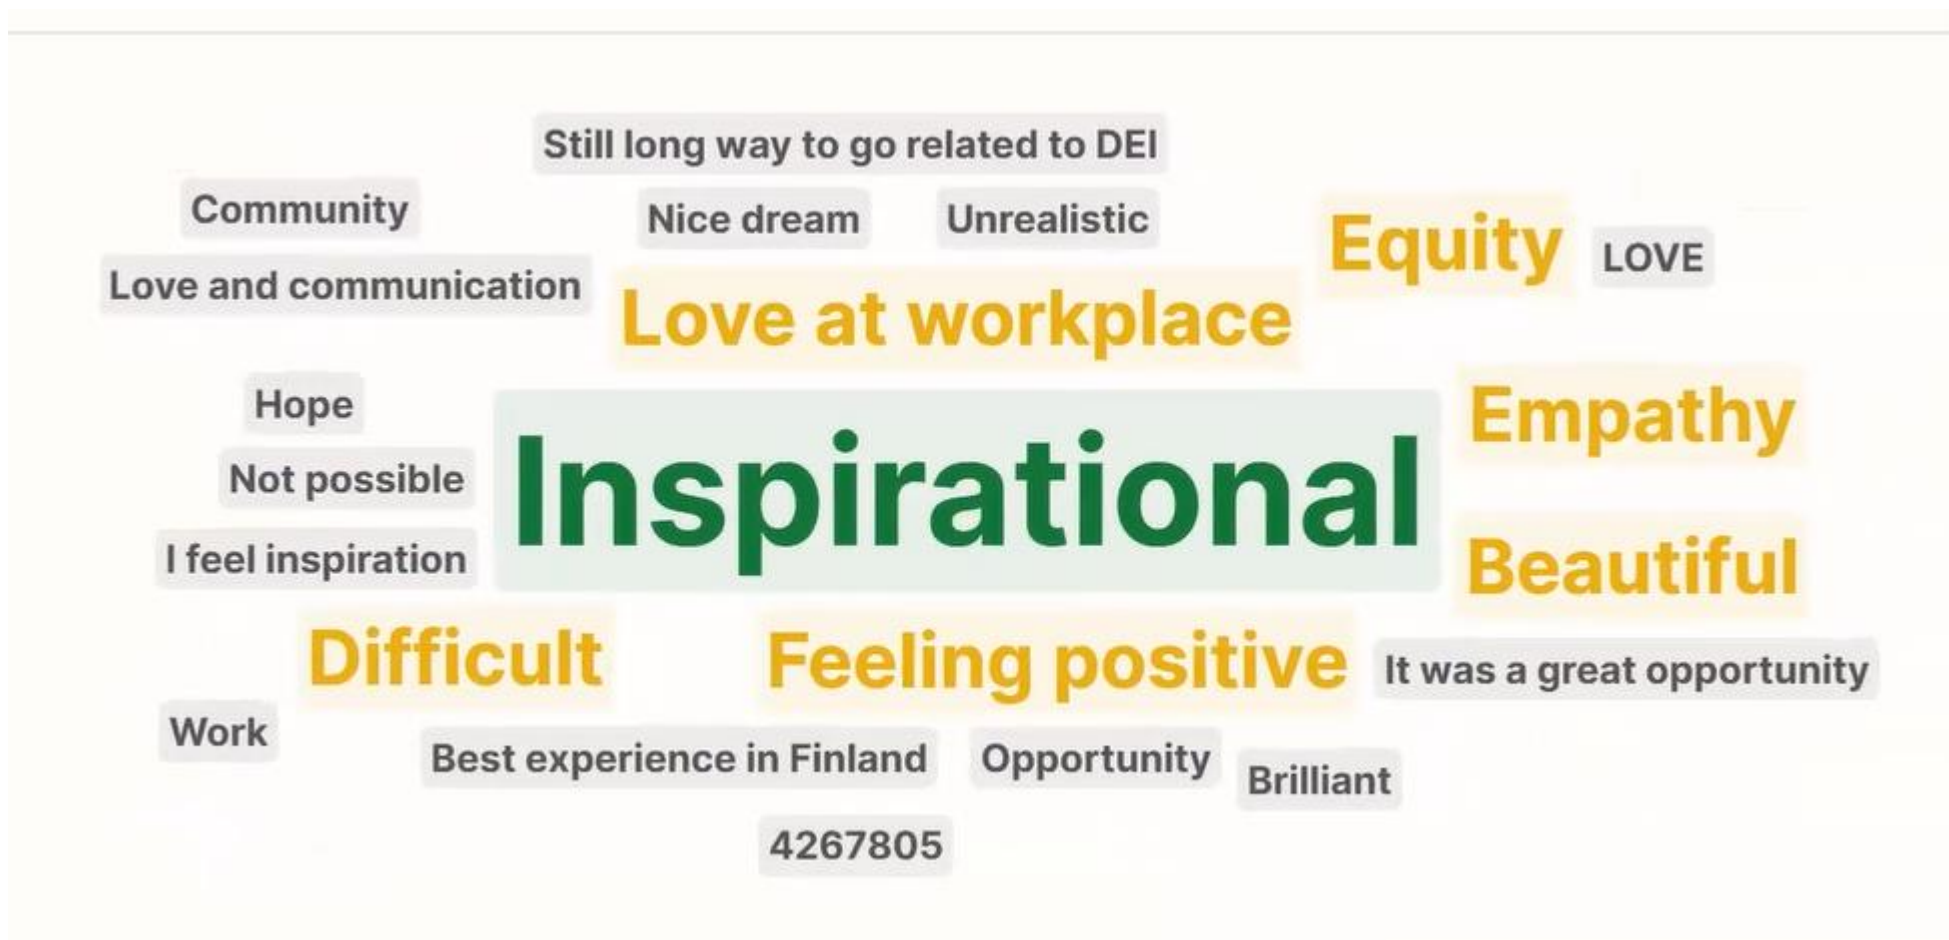 Still long way to go related to DEI
Community
Nice dream
Unrealistic
Equity
LOVE
Love and communication
Love at workplace
Hope
Empathy
Not possible
Inspirational
I feel inspiration
Beautiful
Difficult
Feeling positive
It was a great opportunity
Work
Best experience in Finland
Opportunity
Brilliant
4267805